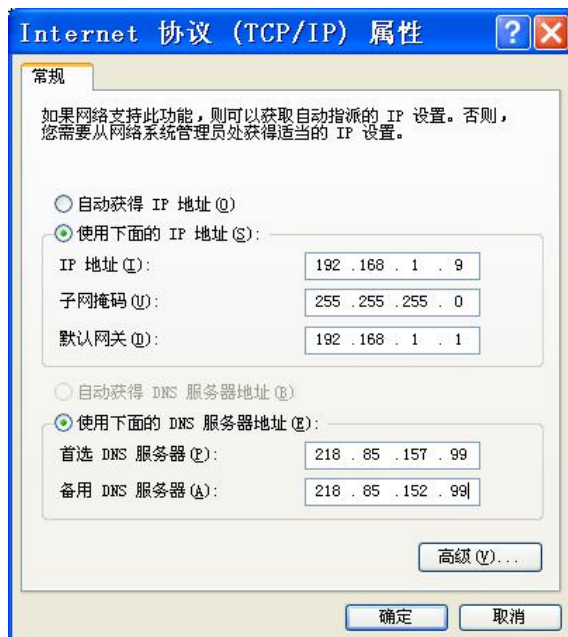 Internet 协议 (TCP/IP) 属性
常规
如果网络支持此功能，则可以获取自动指派的 IP 设置。否则，
您需要从网络系统管理员处获得适当的 IP 设置。
自动获得 IP 地址(O)
使用下面的 IP 地址(S):
IP 地址(I): 192 .168 . 1 . 9
子网掩码(U): 255 .255 .255 . 0
默认网关(D): 192 .168 . 1 . 1
自动获得 DNS 服务器地址(B)
使用下面的 DNS 服务器地址(E):
首选 DNS 服务器(P): 218 . 85 .157 . 99
备用 DNS 服务器(A): 218 . 85 .152 . 99
高级(V)...
确定 取消